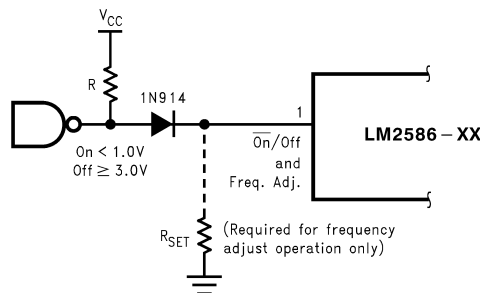 V_CC
R
1N914
On < 1.0V
Off ≥ 3.0V
1
O̅n̅/Off
and
Freq. Adj.
LM2586-XX
R_SET
(Required for frequency
adjust operation only)